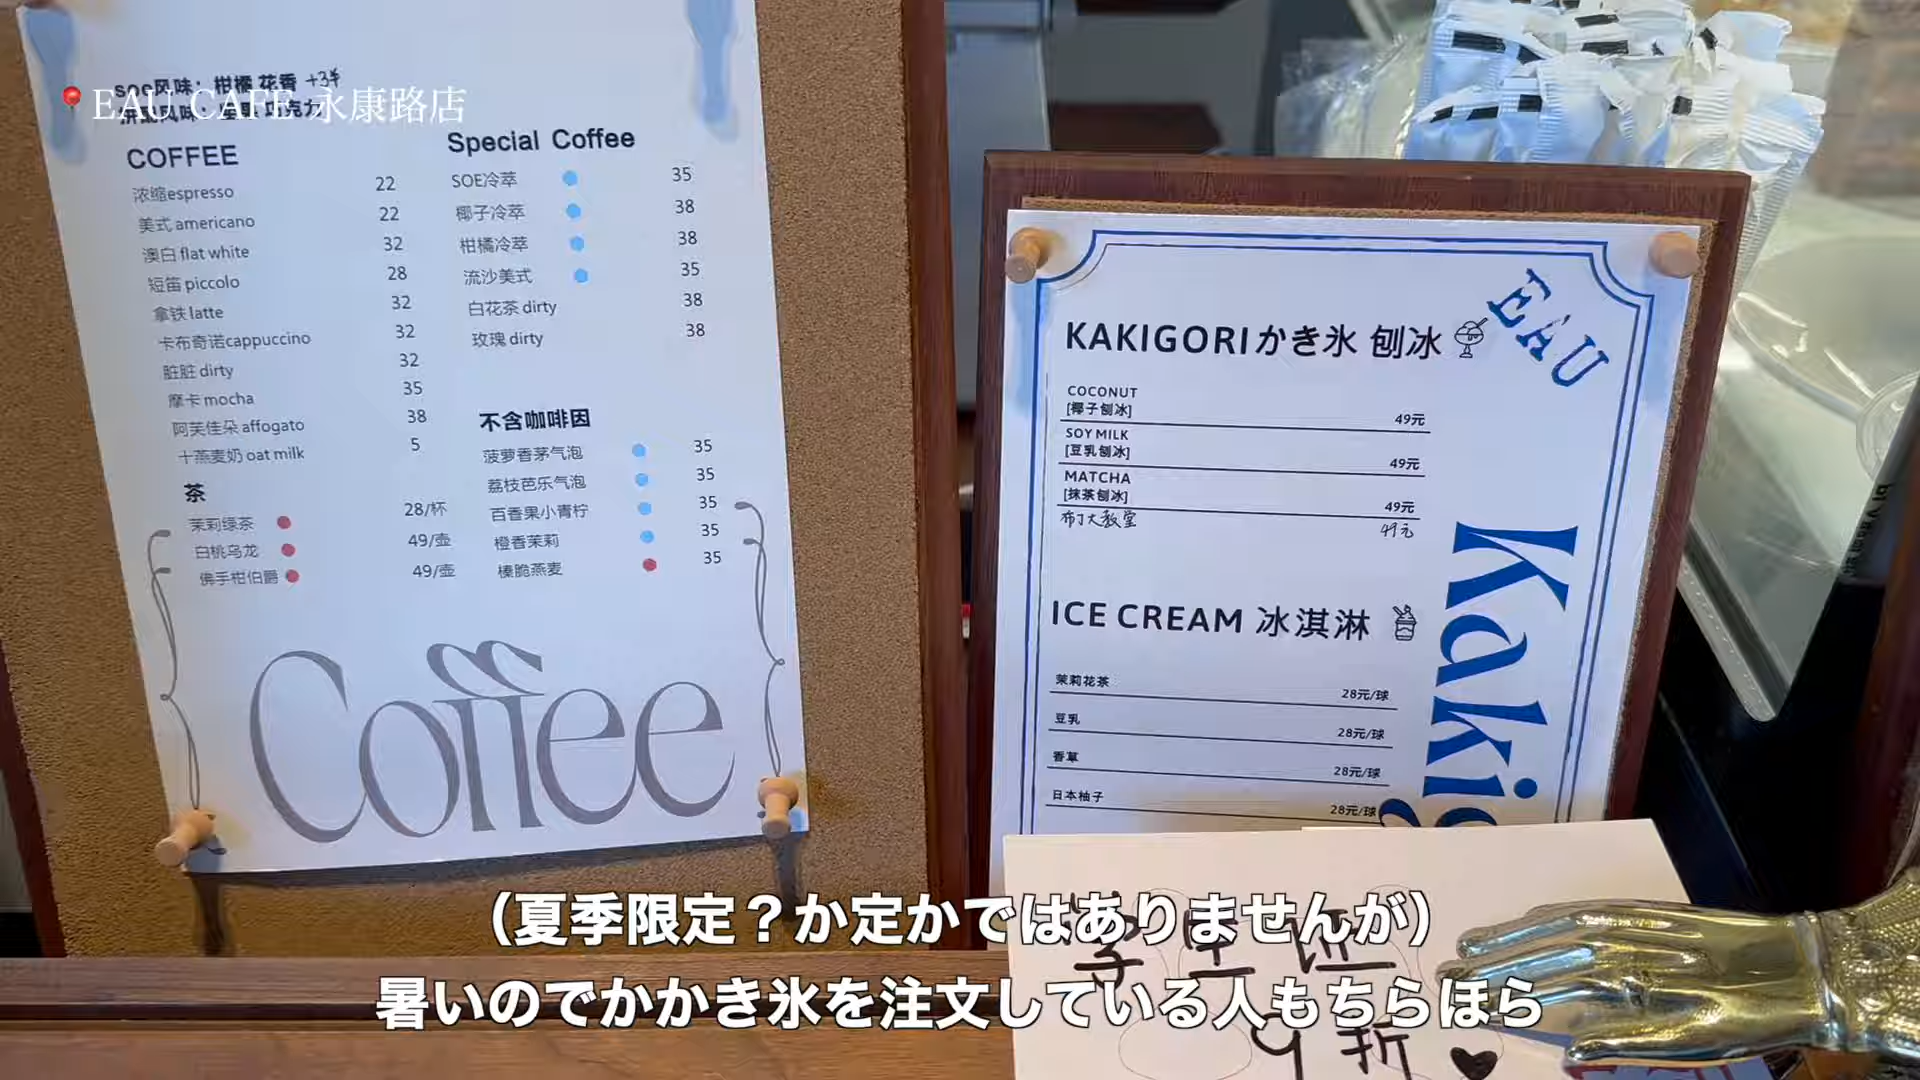 soe风味：柑橘 花香 +3¥
📍EAU CAFE 永康路店
COFFEE
浓缩espresso 22
美式 americano 22
澳白 flat white 32
短笛 piccolo 28
拿铁 latte 32
卡布奇诺cappuccino 32
脏脏 dirty 32
摩卡 mocha 35
阿芙佳朵 affogato 38
十燕麦奶 oat milk 5
茶
茉莉绿茶 28/杯
白桃乌龙 49/壶
佛手柑伯爵 49/壶
Special Coffee
SOE冷萃 35
椰子冷萃 38
柑橘冷萃 38
流沙美式 35
白花茶 dirty 38
玫瑰 dirty 38
不含咖啡因
菠萝香茅气泡 35
荔枝芭乐气泡 35
百香果小青柠 35
橙香茉莉 35
榛脆燕麦 35
Coffee
EAU
KAKIGORIかき氷 刨冰
COCONUT
[椰子刨冰] 49元
SOY MILK
[豆乳刨冰] 49元
MATCHA
[抹茶刨冰] 49元
布丁大教堂 49元
ICE CREAM 冰淇淋
茉莉花茶 28元/球
豆乳 28元/球
香草 28元/球
日本柚子 28元/球
9折
（夏季限定？か定かではありませんが）
暑いのでかかき氷を注文している人もちらほら